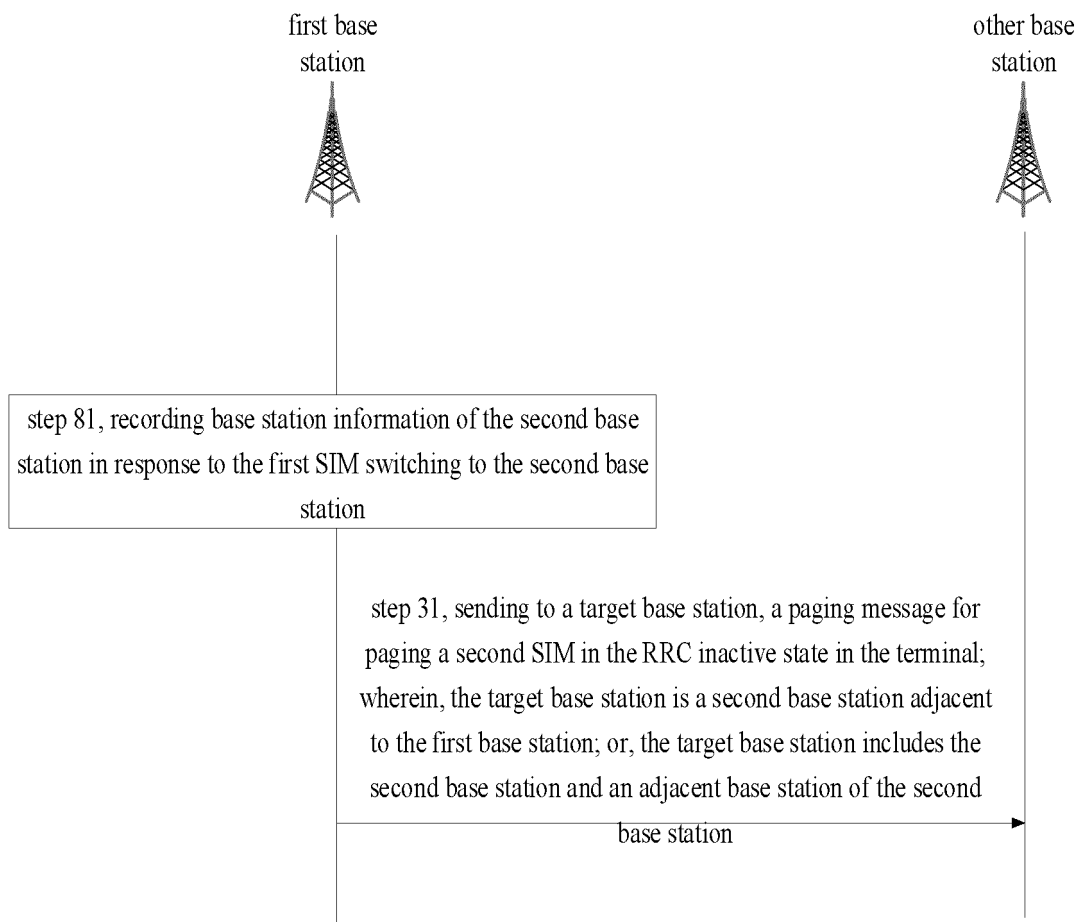 first base
station
other base
station
step 81, recording base station information of the second base
station in response to the first SIM switching to the second base
station
step 31, sending to a target base station, a paging message for
paging a second SIM in the RRC inactive state in the terminal;
wherein, the target base station is a second base station adjacent
to the first base station; or, the target base station includes the
second base station and an adjacent base station of the second
base station